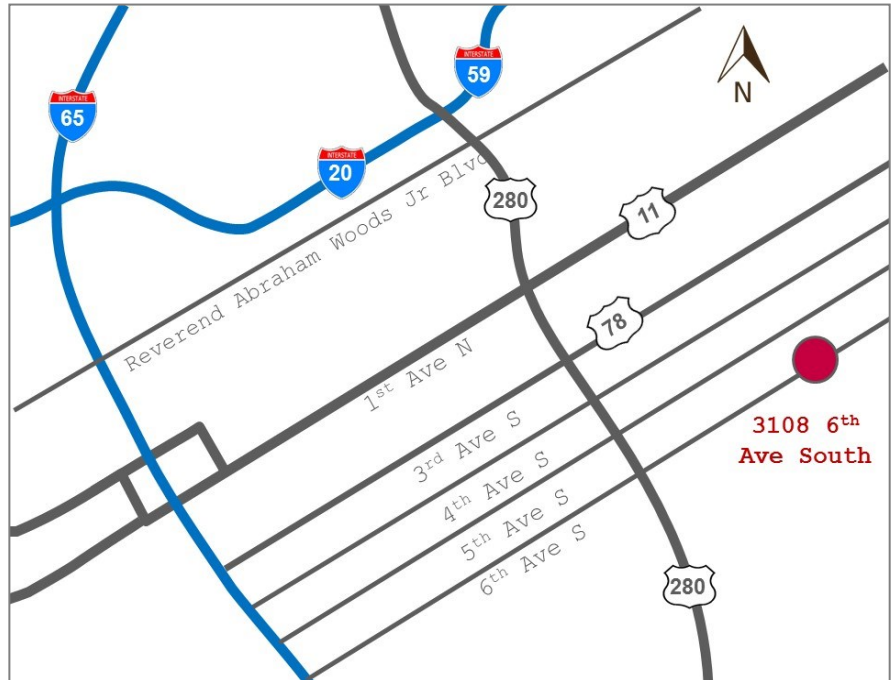 INTERSTATE
59
N
INTERSTATE
65
INTERSTATE
20
280
11
Reverend Abraham Woods Jr Blvd
78
1st Ave N
3108 6th
Ave South
3rd Ave S
4th Ave S
5th Ave S
6th Ave S
280